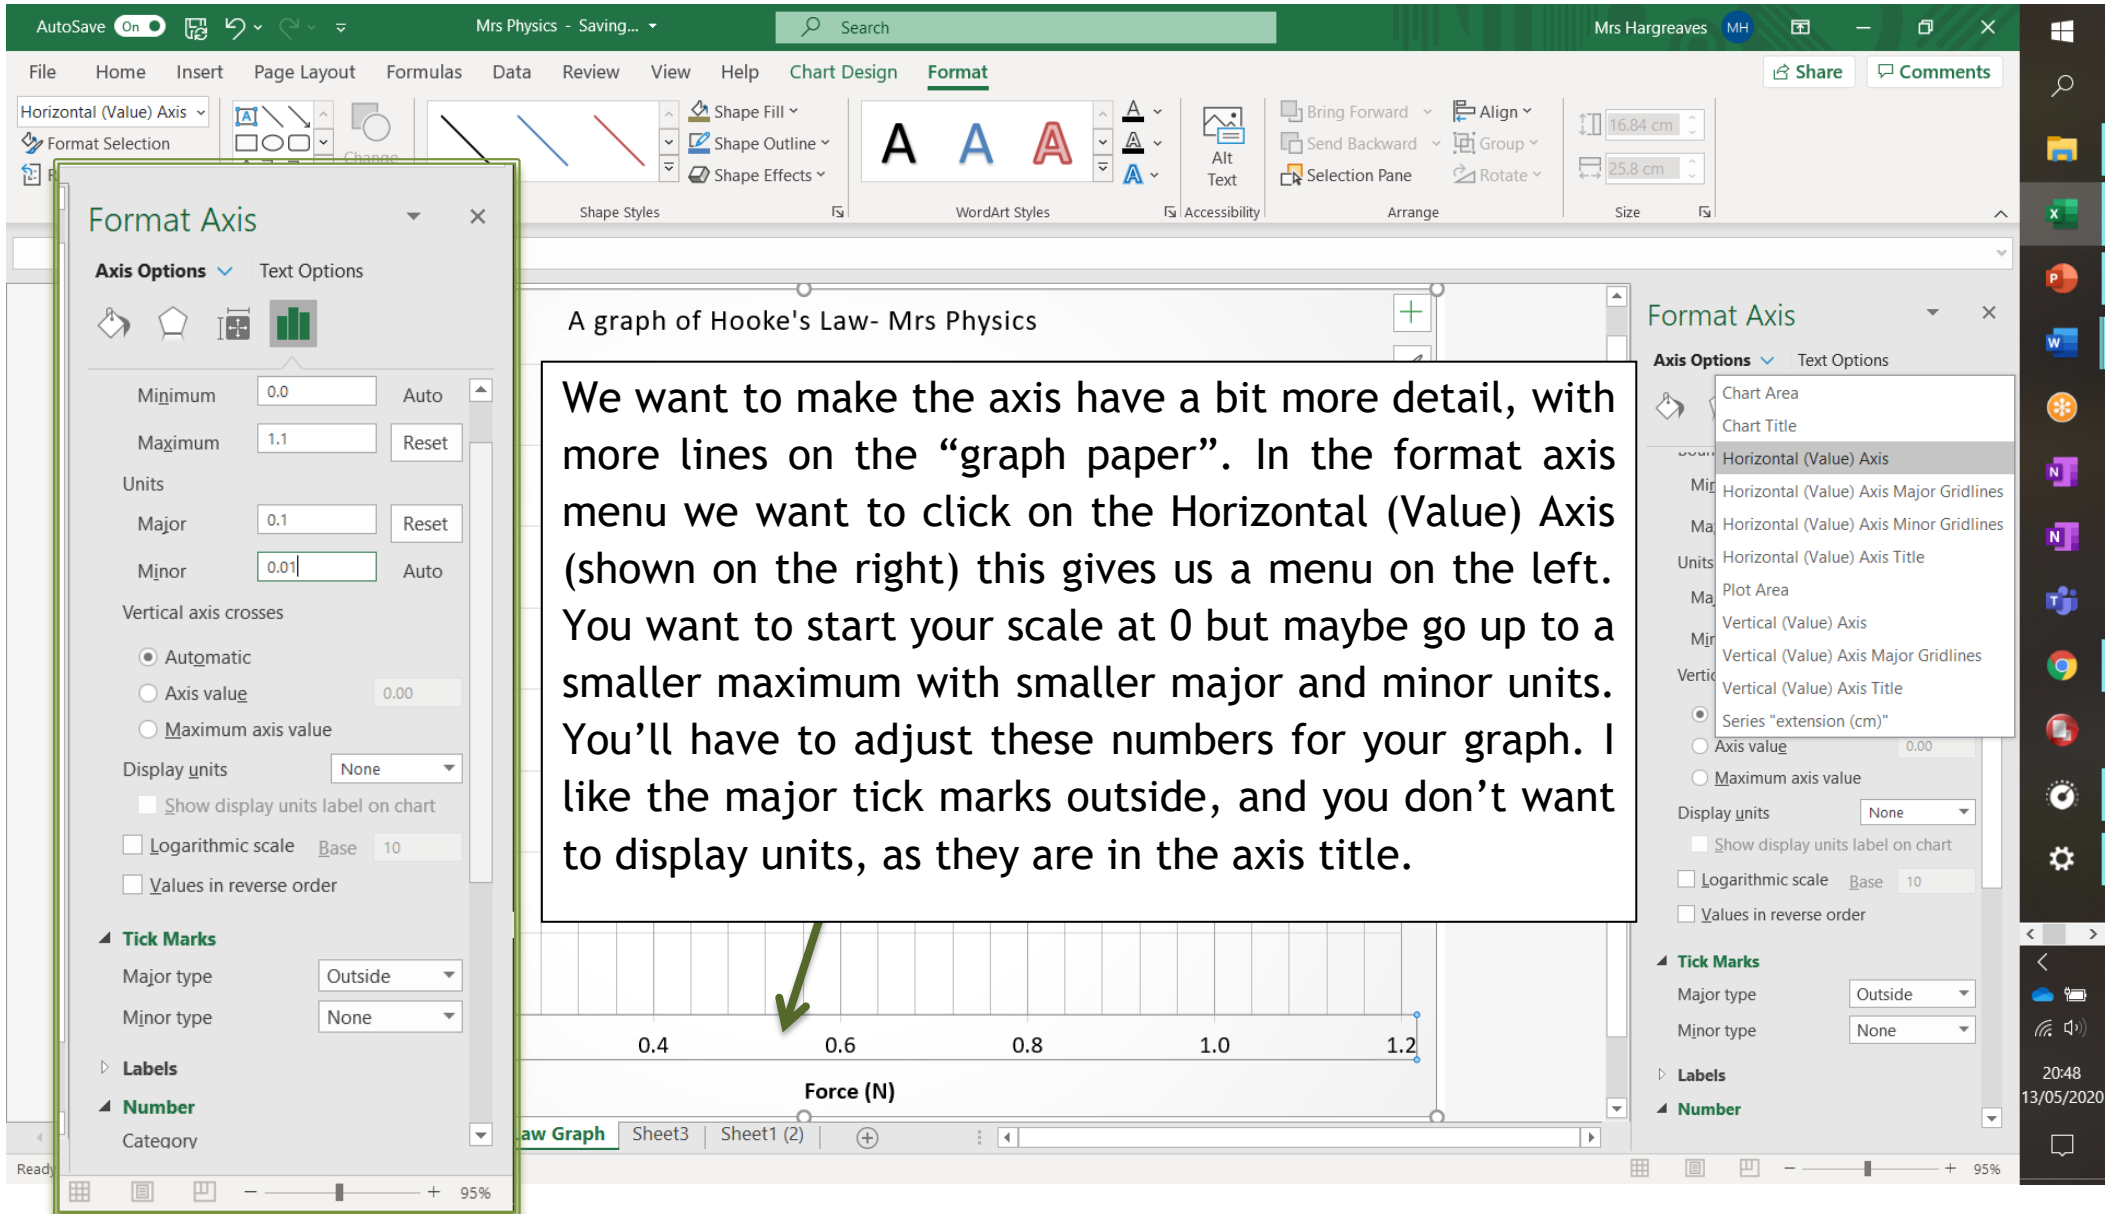 AutoSave On Mrs Physics - Saving... Search Mrs Hargreaves MH
File Home Insert Page Layout Formulas Data Review View Help Chart Design Format Share Comments
Horizontal (Value) Axis
Format Selection
Shape Fill
Shape Outline
Shape Effects
A A A
Alt
Text
Bring Forward
Send Backward
Selection Pane
Align
Group
Rotate
16.84 cm
25.8 cm
Shape Styles WordArt Styles Accessibility Arrange Size
Format Axis
Axis Options Text Options
Minimum 0.0 Auto
Maximum 1.1 Reset
Units
Major 0.1 Reset
Minor 0.01 Auto
Vertical axis crosses
Automatic
Axis value 0.00
Maximum axis value
Display units None
Show display units label on chart
Logarithmic scale Base 10
Values in reverse order
Tick Marks
Major type Outside
Minor type None
Labels
Number
Category
95%
A graph of Hooke's Law- Mrs Physics
We want to make the axis have a bit more detail, with
more lines on the “graph paper”. In the format axis
menu we want to click on the Horizontal (Value) Axis
(shown on the right) this gives us a menu on the left.
You want to start your scale at 0 but maybe go up to a
smaller maximum with smaller major and minor units.
You’ll have to adjust these numbers for your graph. I
like the major tick marks outside, and you don’t want
to display units, as they are in the axis title.
0.4 0.6 0.8 1.0 1.2
Force (N)
aw Graph Sheet3 Sheet1 (2)
Ready
95%
Format Axis
Axis Options Text Options
Chart Area
Chart Title
Horizontal (Value) Axis
Horizontal (Value) Axis Major Gridlines
Horizontal (Value) Axis Minor Gridlines
Horizontal (Value) Axis Title
Plot Area
Vertical (Value) Axis
Vertical (Value) Axis Major Gridlines
Vertical (Value) Axis Title
Series "extension (cm)"
Units
Axis value 0.00
Maximum axis value
Display units None
Show display units label on chart
Logarithmic scale Base 10
Values in reverse order
Tick Marks
Major type Outside
Minor type None
Labels
Number
20:48
13/05/2020